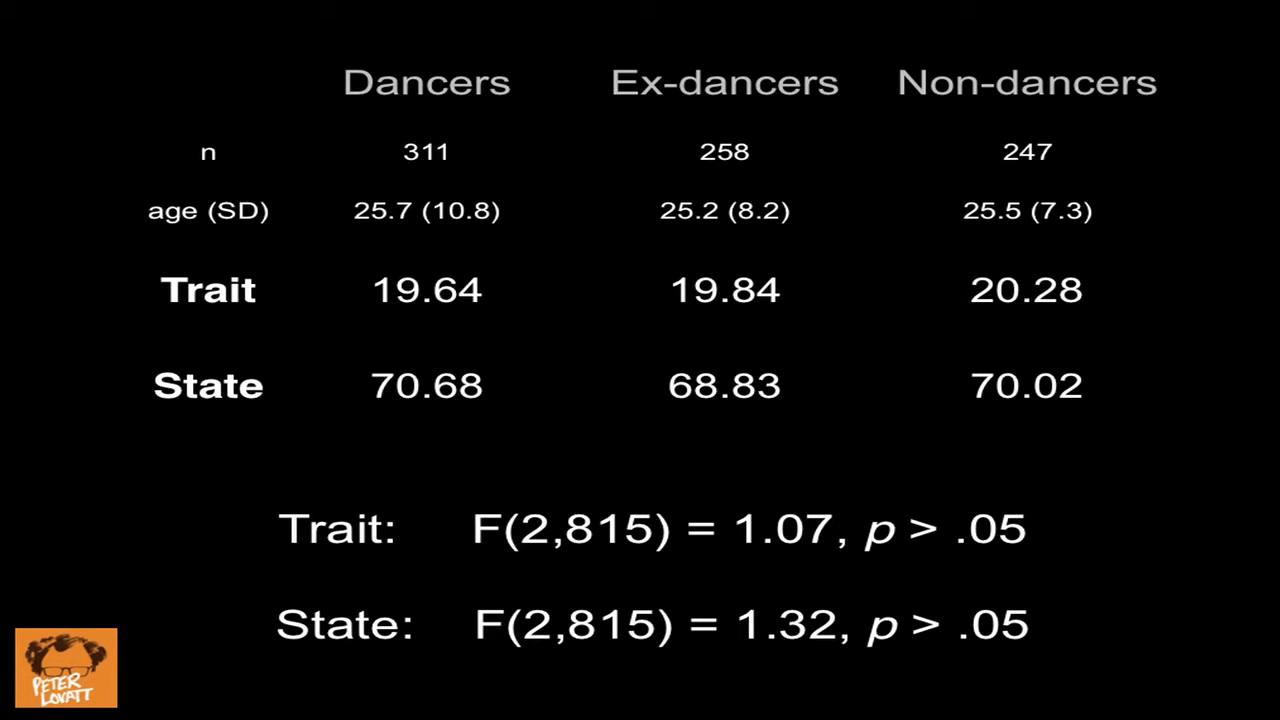 Dancers Ex-dancers Non-dancers
n 311 258 247
age (SD) 25.7 (10.8) 25.2 (8.2) 25.5 (7.3)
Trait 19.64 19.84 20.28
State 70.68 68.83 70.02
Trait: F(2,815) = 1.07, p > .05
State: F(2,815) = 1.32, p > .05
PETER
LOVATT